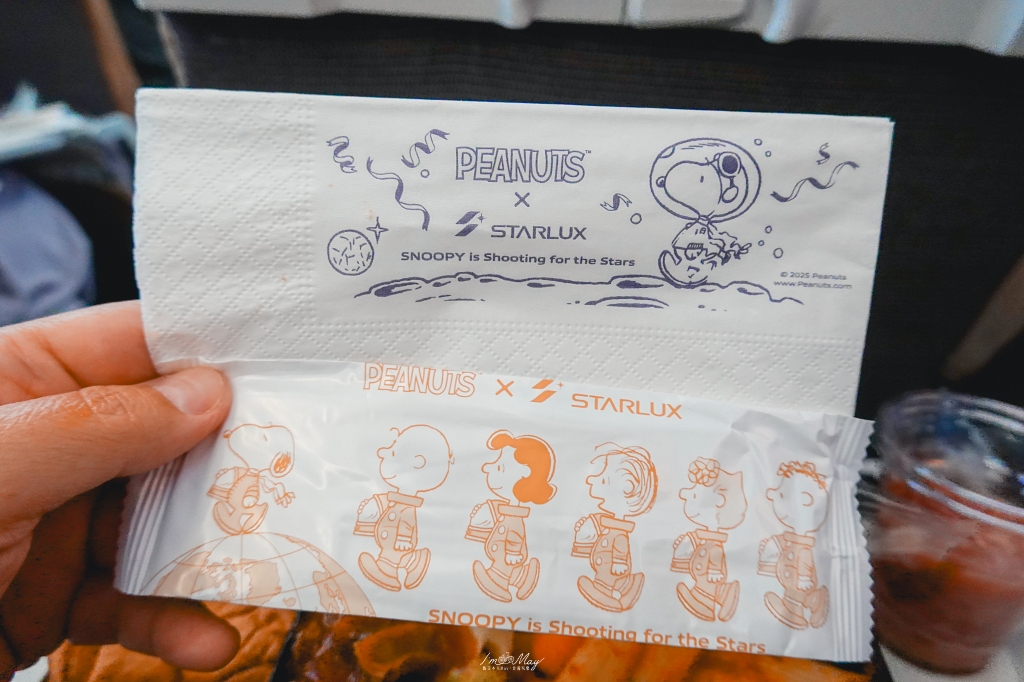 PEANUTS™
×
STARLUX
SNOOPY is Shooting for the Stars
© 2025 Peanuts
www.Peanuts.com
PEANUTS × STARLUX
SNOOPY is Shooting for the Stars
I'm May